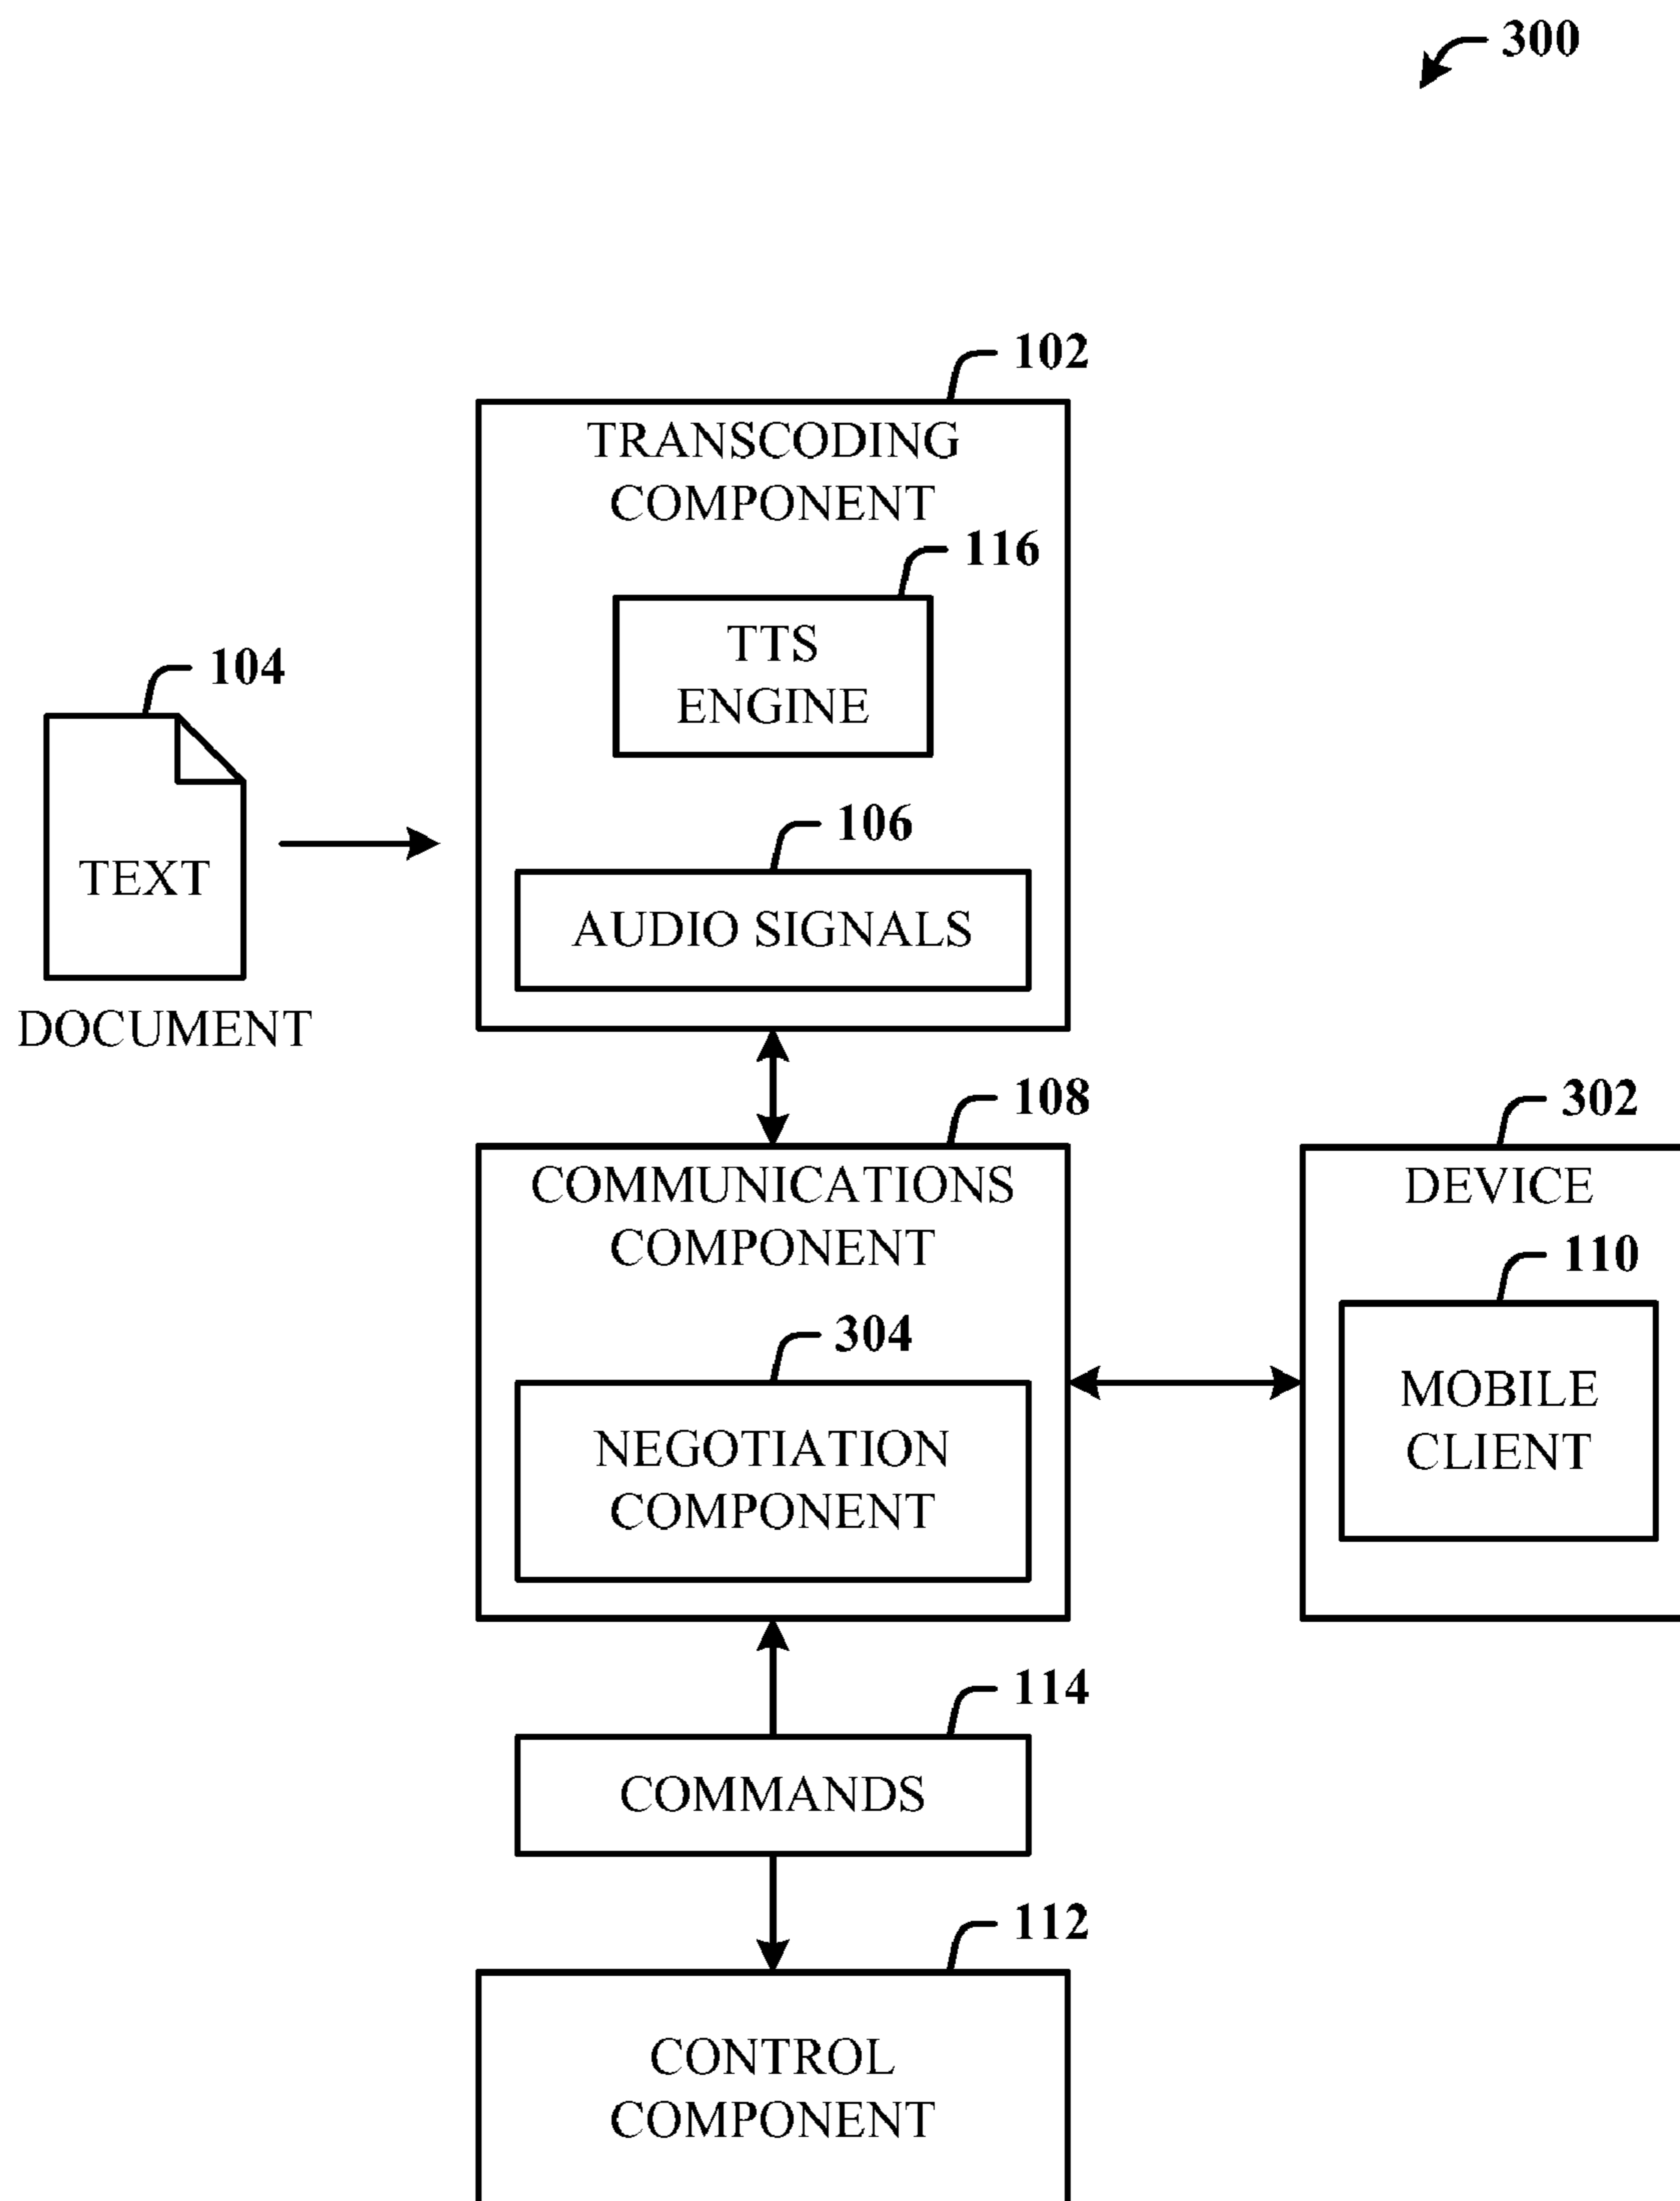 300
102
TRANSCODING
COMPONENT
116
TTS
ENGINE
104
TEXT
DOCUMENT
106
AUDIO SIGNALS
108
COMMUNICATIONS
COMPONENT
304
NEGOTIATION
COMPONENT
302
DEVICE
110
MOBILE
CLIENT
114
COMMANDS
112
CONTROL
COMPONENT